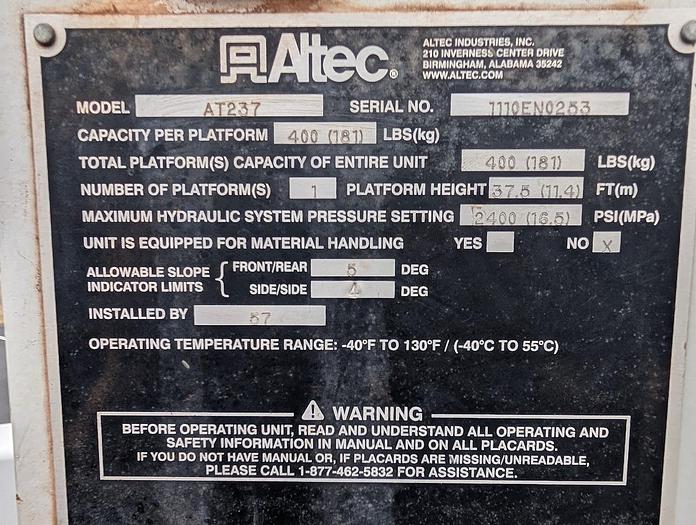 Altec®
ALTEC INDUSTRIES, INC.
210 INVERNESS CENTER DRIVE
BIRMINGHAM, ALABAMA 35242
WWW.ALTEC.COM
MODEL AT237 SERIAL NO. 1110EN0253
CAPACITY PER PLATFORM 400 (181) LBS(kg)
TOTAL PLATFORM(S) CAPACITY OF ENTIRE UNIT 400 (181) LBS(kg)
NUMBER OF PLATFORM(S) 1 PLATFORM HEIGHT 37.5 (11.4) FT(m)
MAXIMUM HYDRAULIC SYSTEM PRESSURE SETTING 2400 (16.5) PSI(MPa)
UNIT IS EQUIPPED FOR MATERIAL HANDLING YES NO X
ALLOWABLE SLOPE INDICATOR LIMITS { FRONT/REAR 5 DEG
SIDE/SIDE 4 DEG
INSTALLED BY 57
OPERATING TEMPERATURE RANGE: -40°F TO 130°F / (-40°C TO 55°C)
WARNING
BEFORE OPERATING UNIT, READ AND UNDERSTAND ALL OPERATING AND
SAFETY INFORMATION IN MANUAL AND ON ALL PLACARDS.
IF YOU DO NOT HAVE MANUAL OR, IF PLACARDS ARE MISSING/UNREADABLE,
PLEASE CALL 1-877-462-5832 FOR ASSISTANCE.